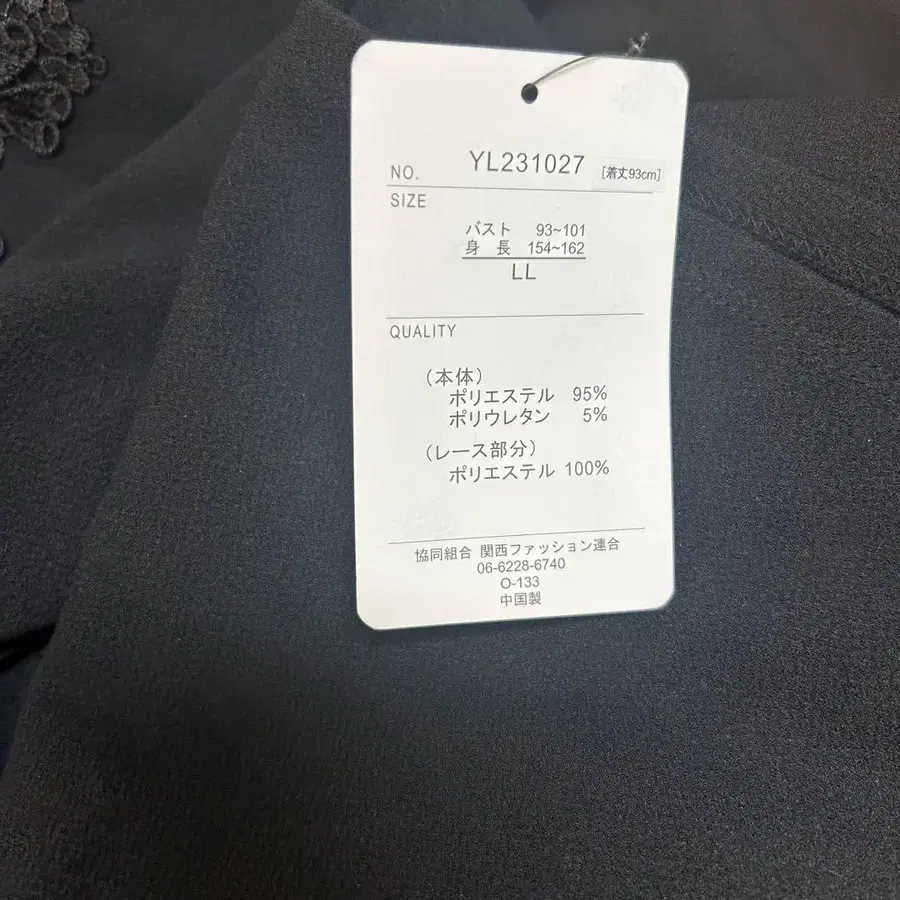 NO. YL231027 [着丈93cm]
SIZE
バスト 93~101
身 長 154~162
LL
QUALITY
(本体)
ポリエステル 95%
ポリウレタン 5%
(レース部分)
ポリエステル 100%
協同組合 関西ファッション連合
06-6228-6740
O-133
中国製